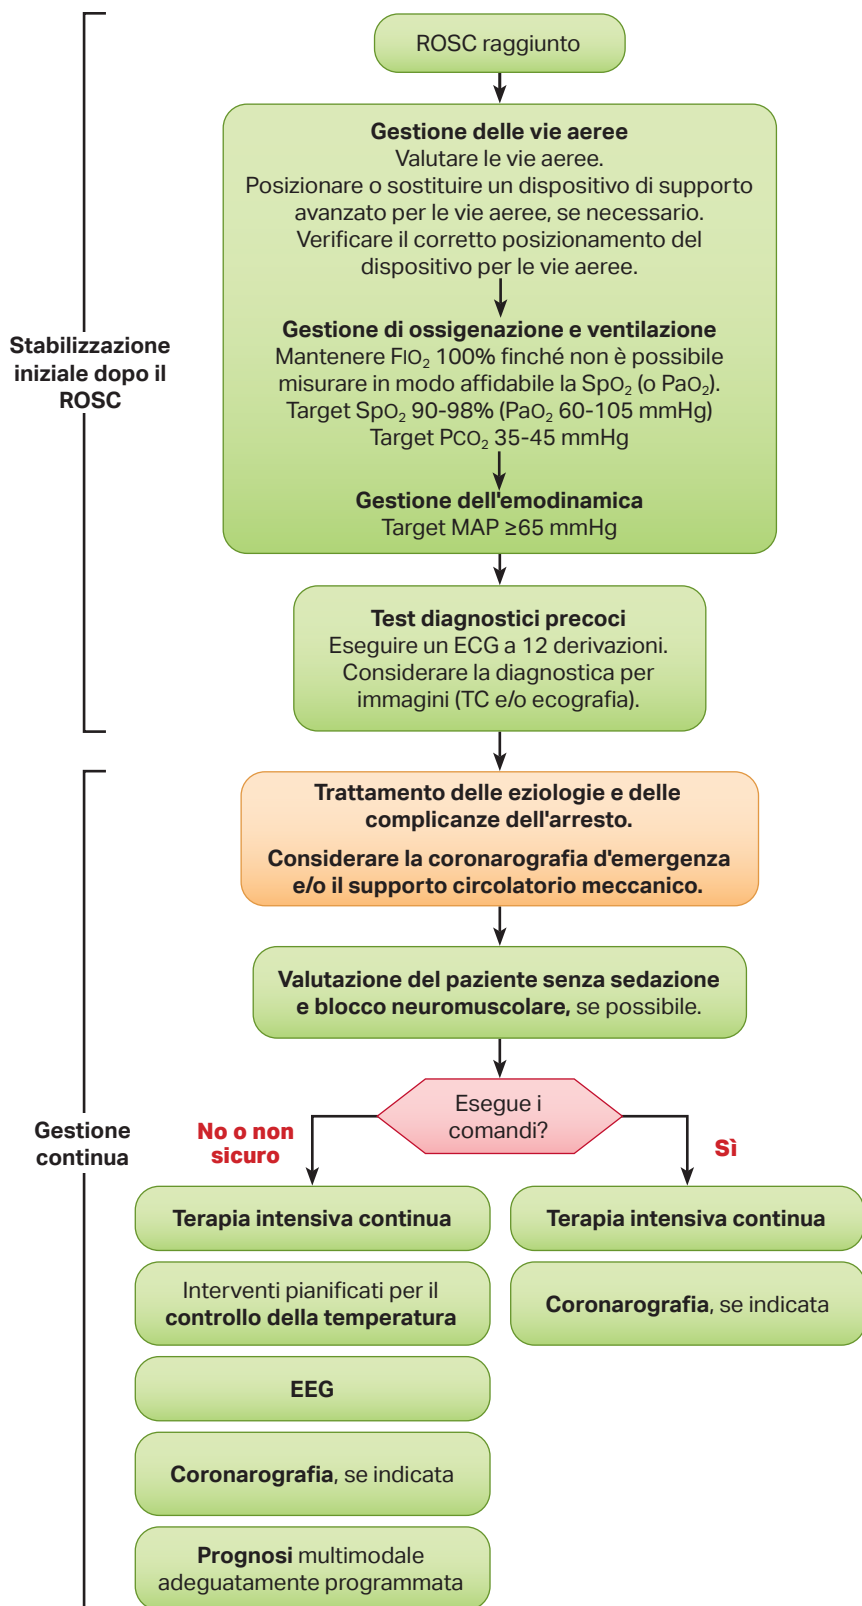 ROSC raggiunto
Gestione delle vie aeree
Valutare le vie aeree.
Posizionare o sostituire un dispositivo di supporto
avanzato per le vie aeree, se necessario.
Verificare il corretto posizionamento del
dispositivo per le vie aeree.
Stabilizzazione
iniziale dopo il
ROSC
Gestione di ossigenazione e ventilazione
Mantenere FIO₂ 100% finché non è possibile
misurare in modo affidabile la SpO₂ (o PaO₂).
Target SpO₂ 90-98% (PaO₂ 60-105 mmHg)
Target PCO₂ 35-45 mmHg
Gestione dell'emodinamica
Target MAP ≥65 mmHg
Test diagnostici precoci
Eseguire un ECG a 12 derivazioni.
Considerare la diagnostica per
immagini (TC e/o ecografia).
Trattamento delle eziologie e delle
complicanze dell'arresto.
Considerare la coronarografia d'emergenza
e/o il supporto circolatorio meccanico.
Valutazione del paziente senza sedazione
e blocco neuromuscolare, se possibile.
Gestione
continua
Esegue i
comandi?
No o non
sicuro
Sì
Terapia intensiva continua
Interventi pianificati per il
controllo della temperatura
EEG
Coronarografia, se indicata
Prognosi multimodale
adeguatamente programmata
Terapia intensiva continua
Coronarografia, se indicata